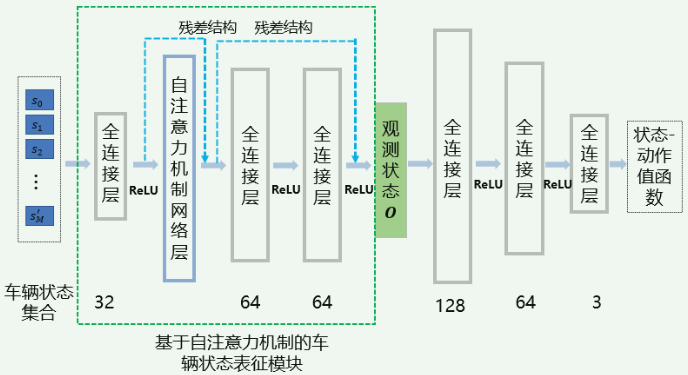 残差结构
残差结构
s0
s1
s2
⋮
s'M
车辆状态
集合
全连接层
32
ReLU
自注意力机制网络层
全连接层
64
ReLU
全连接层
64
ReLU
观测状态O
全连接层
128
ReLU
全连接层
64
ReLU
全连接层
3
状态-
动作
值函
数
基于自注意力机制的车
辆状态表征模块